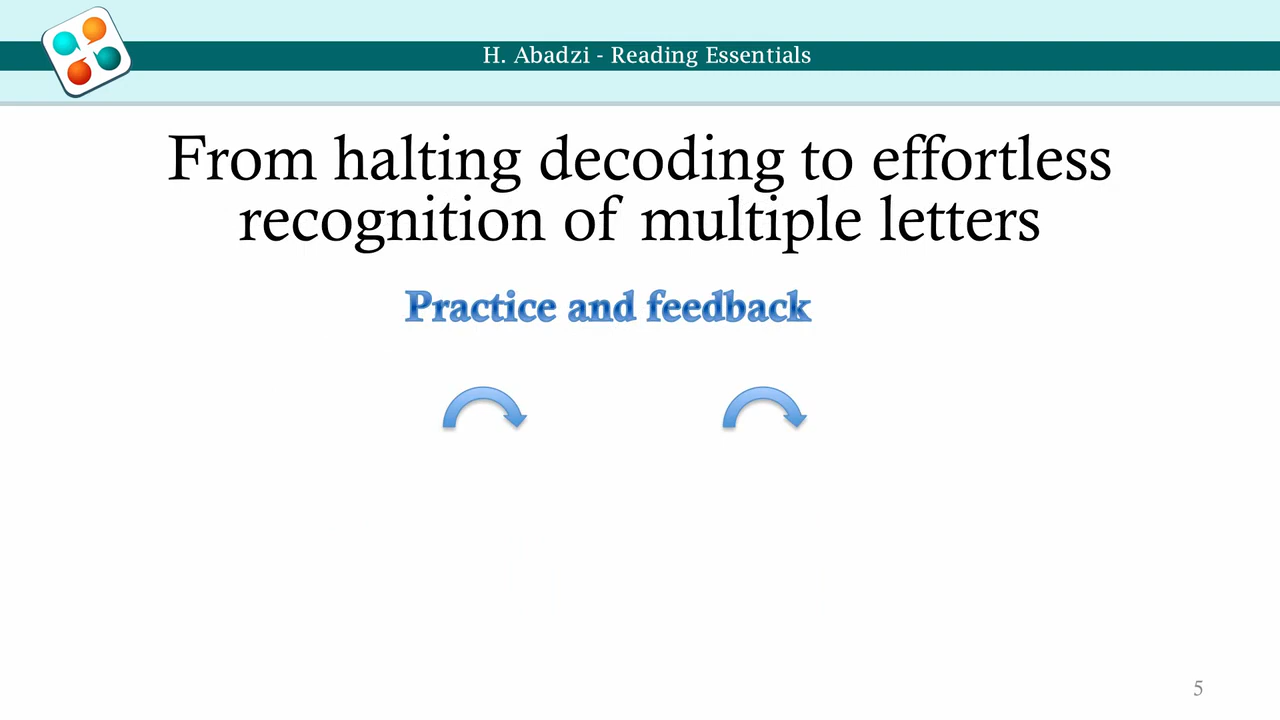 H. Abadzi - Reading Essentials
From halting decoding to effortless
recognition of multiple letters
Practice and feedback
5